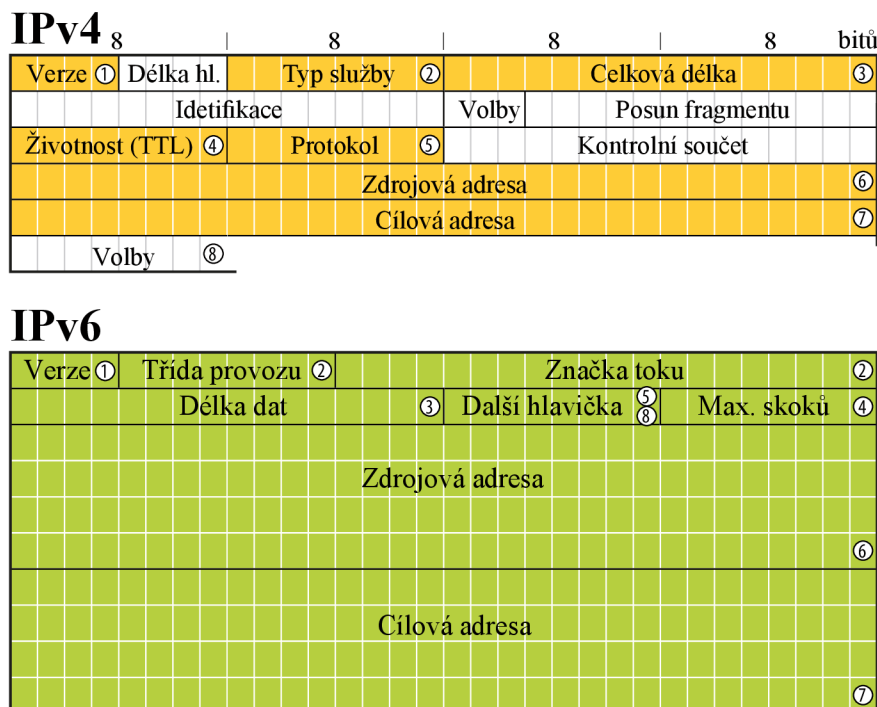 IPv4
8 8 8 8 bitů
Verze ① Délka hl. Typ služby ② Celková délka ③
Idetifikace Volby Posun fragmentu
Životnost (TTL) ④ Protokol ⑤ Kontrolní součet
Zdrojová adresa ⑥
Cílová adresa ⑦
Volby ⑧
IPv6
Verze ① Třída provozu ② Značka toku ②
Délka dat ③ Další hlavička ⑤ ⑧ Max. skoků ④
Zdrojová adresa
⑥
Cílová adresa
⑦